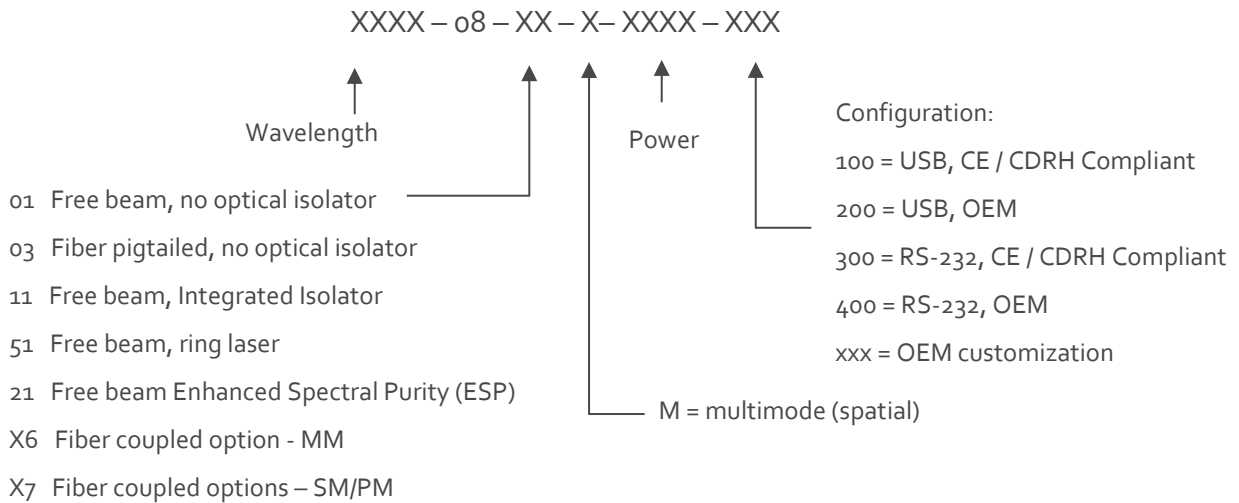 XXXX – 08 – XX – X– XXXX – XXX
Wavelength
Power
01 Free beam, no optical isolator
03 Fiber pigtailed, no optical isolator
11 Free beam, Integrated Isolator
51 Free beam, ring laser
21 Free beam Enhanced Spectral Purity (ESP)
X6 Fiber coupled option - MM
X7 Fiber coupled options – SM/PM
M = multimode (spatial)
Configuration:
100 = USB, CE / CDRH Compliant
200 = USB, OEM
300 = RS-232, CE / CDRH Compliant
400 = RS-232, OEM
xxx = OEM customization